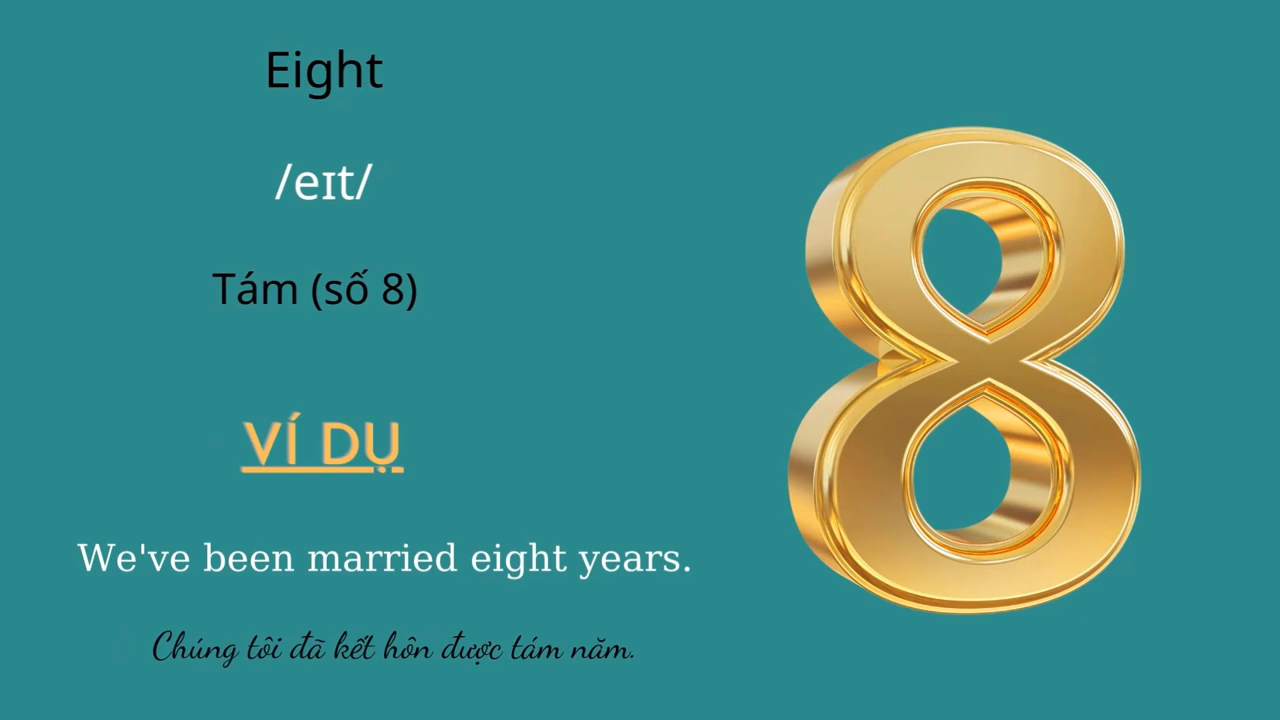 Eight
/eɪt/
Tám (số 8)
VÍ DỤ
We've been married eight years.
Chúng tôi đã kết hôn được tám năm.
8